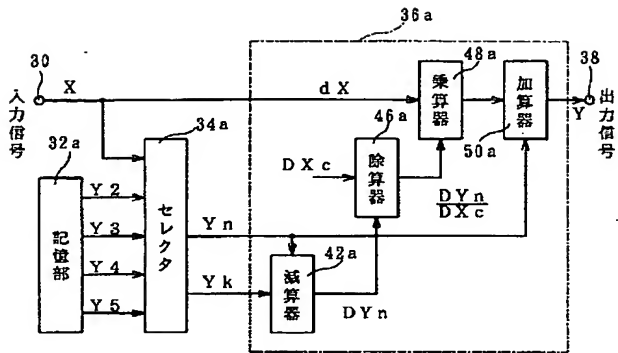 36a
30
入力信号
X
dX
34a
32a
記憶部
Y2
Y3
Y4
Y5
セレクタ
Yn
Yk
DXc
46a
除算器
42a
減算器
DYn
DYn
DXc
48a
乗算器
加算器
50a
Y
38
出力信号